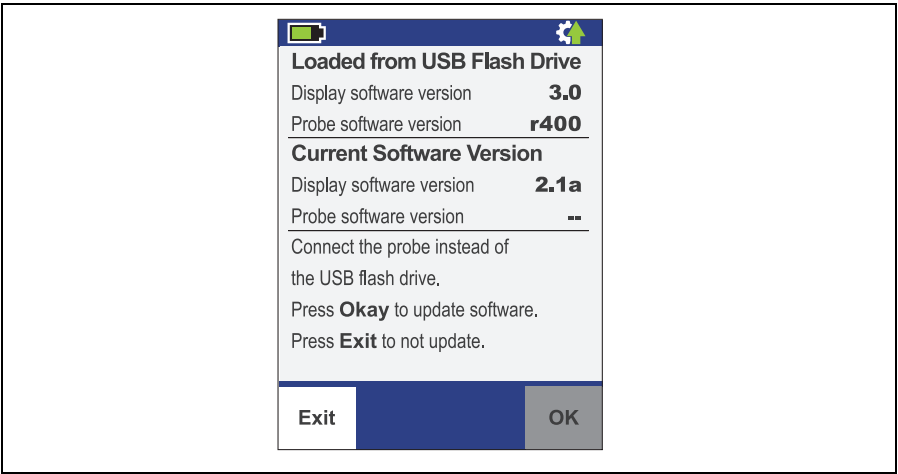 Loaded from USB Flash Drive
Display software version 3.0
Probe software version r400
Current Software Version
Display software version 2.1a
Probe software version --
Connect the probe instead of
the USB flash drive.
Press Okay to update software.
Press Exit to not update.
Exit OK